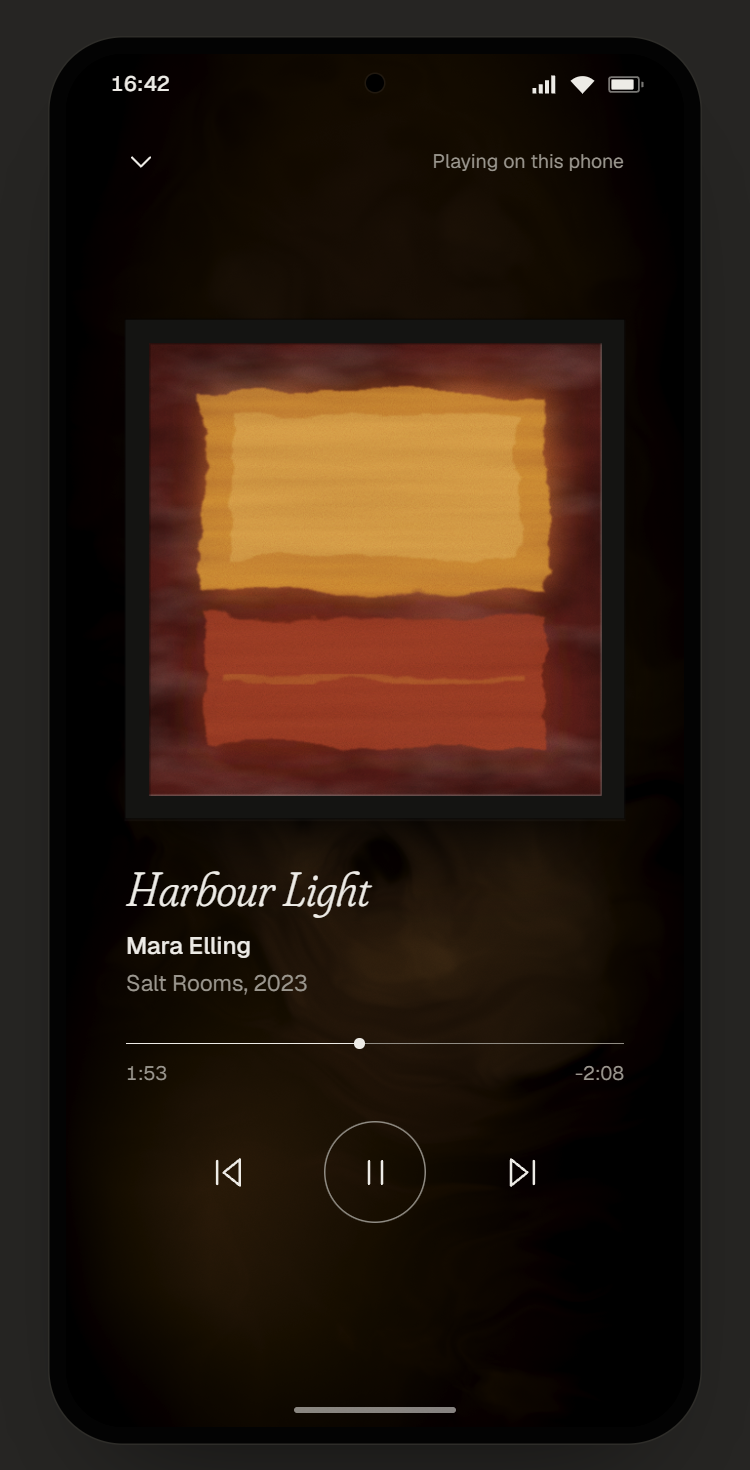 16:42
Playing on this phone
Harbour Light
Mara Elling
Salt Rooms, 2023
1:53
-2:08